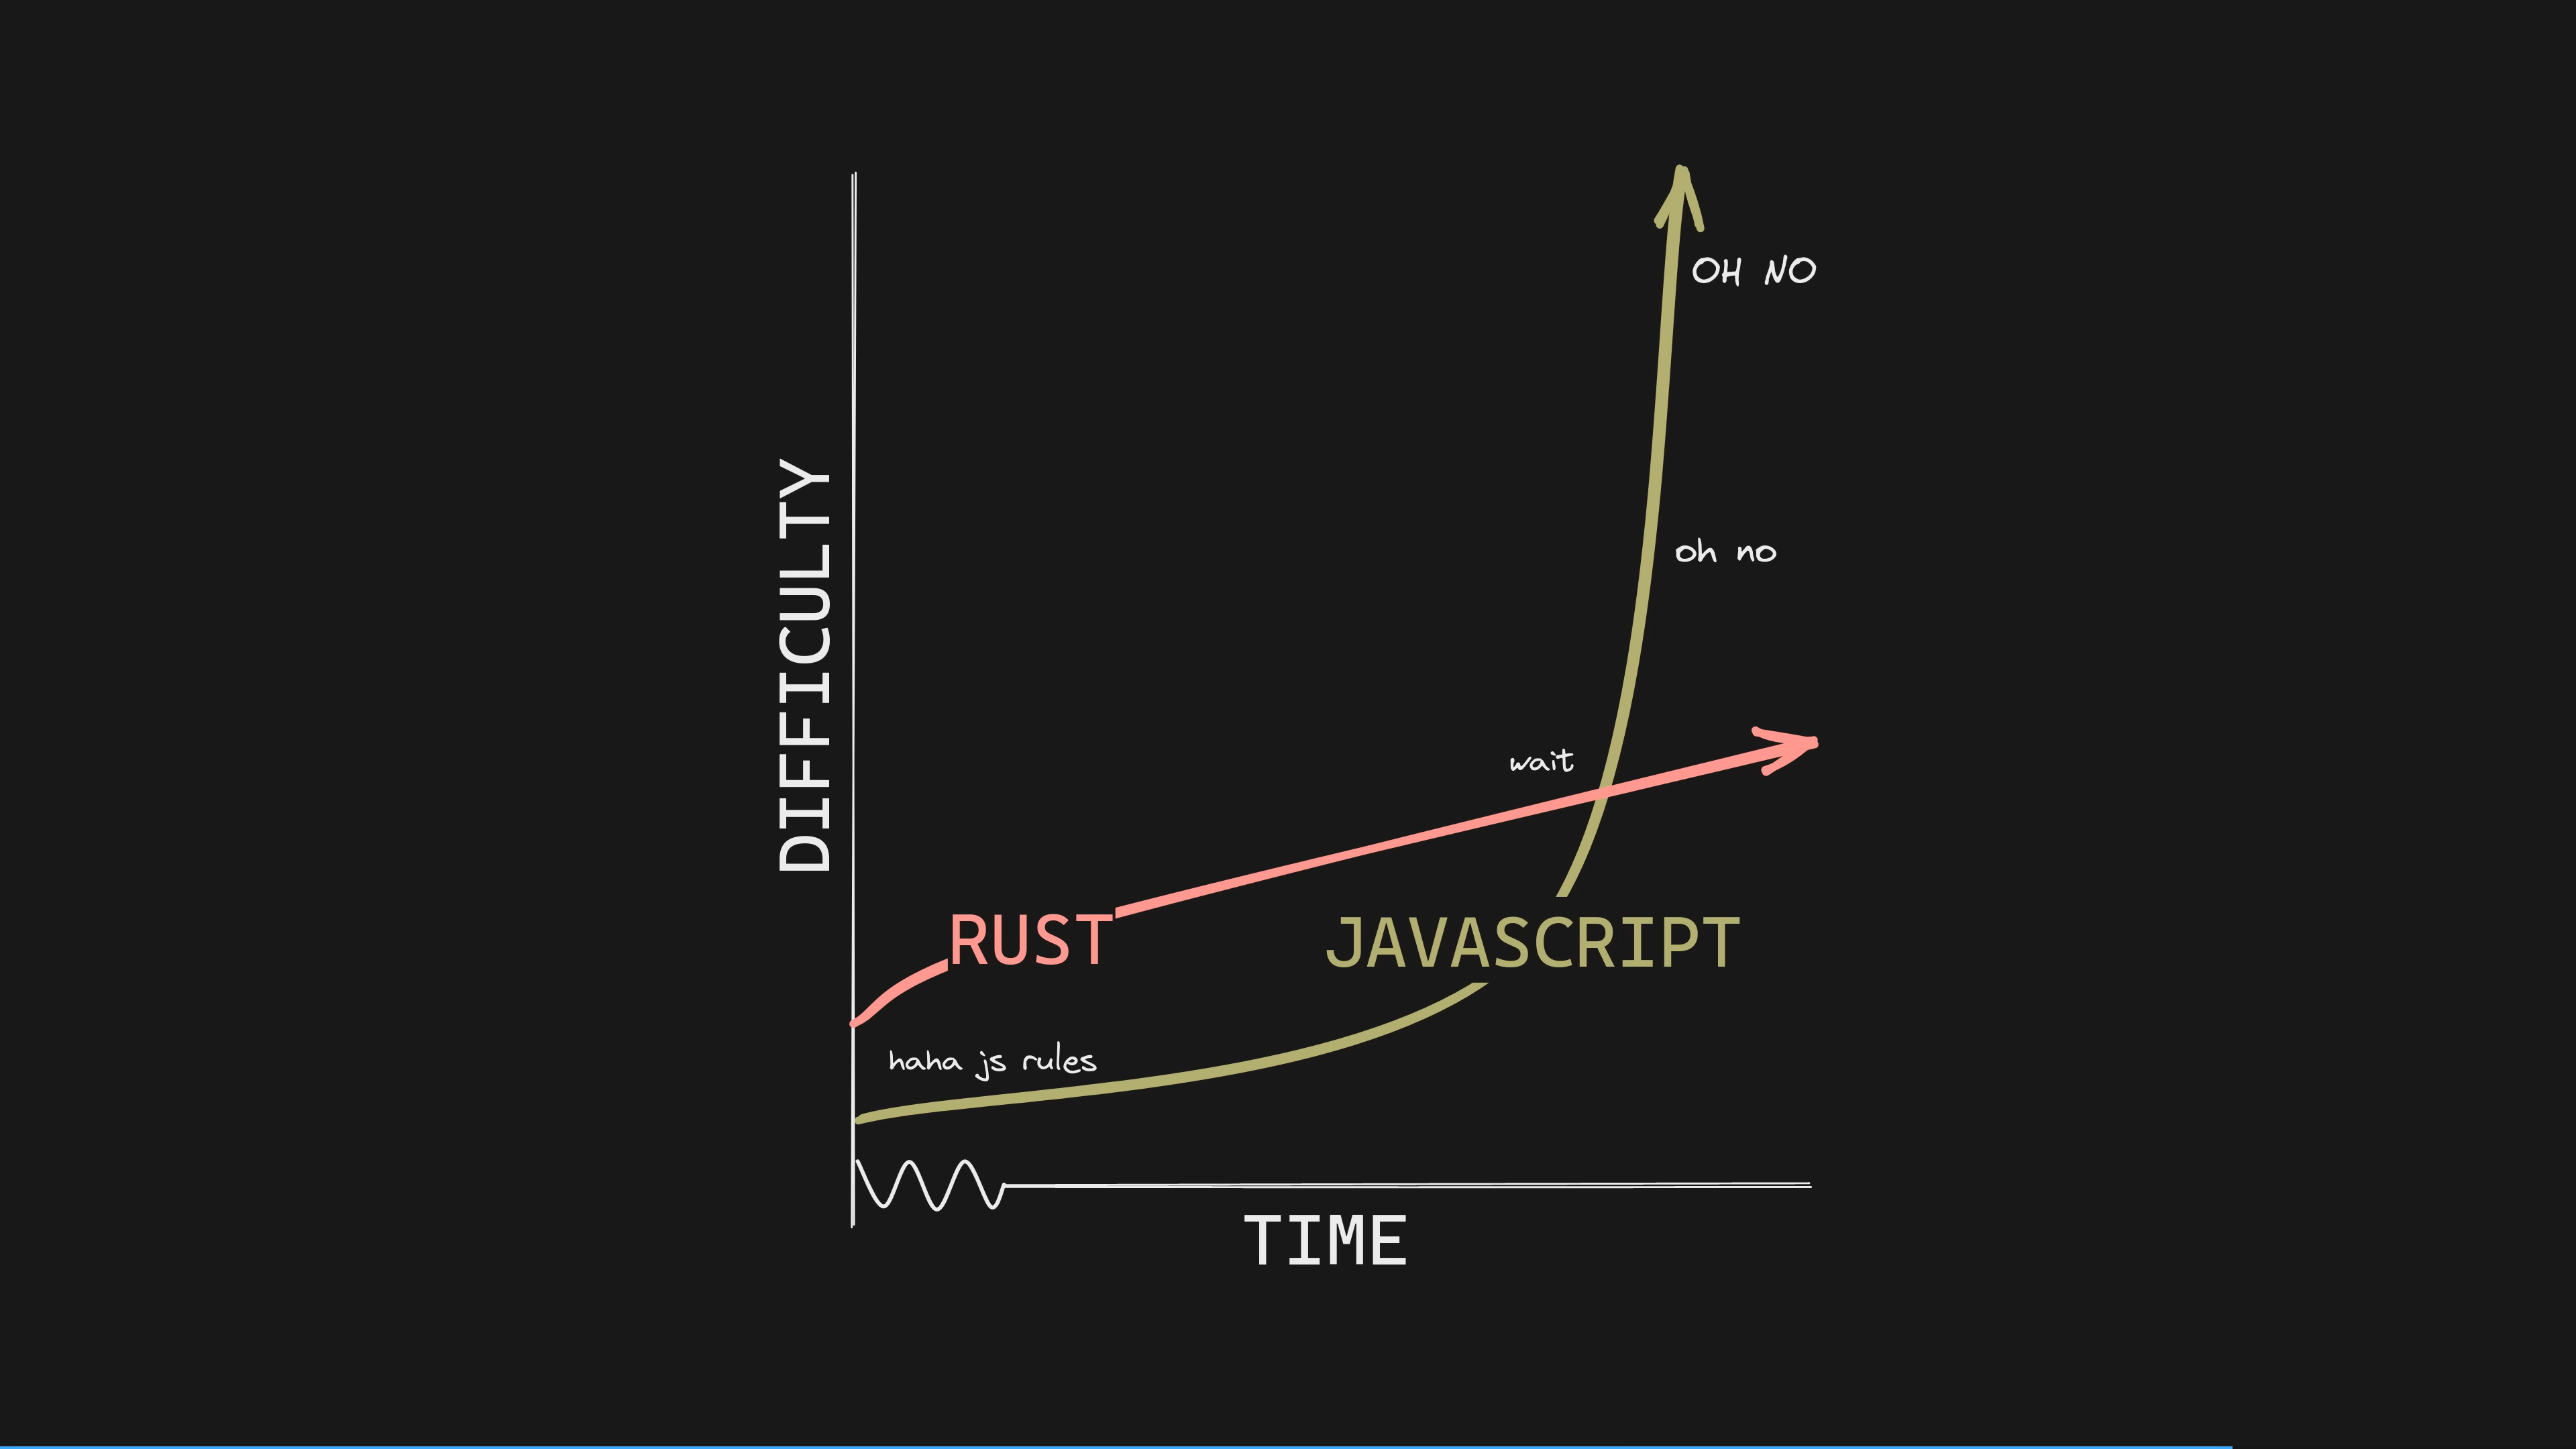 OH NO
DIFFICULTY
oh no
wait
RUST
JAVASCRIPT
haha js rules
TIME